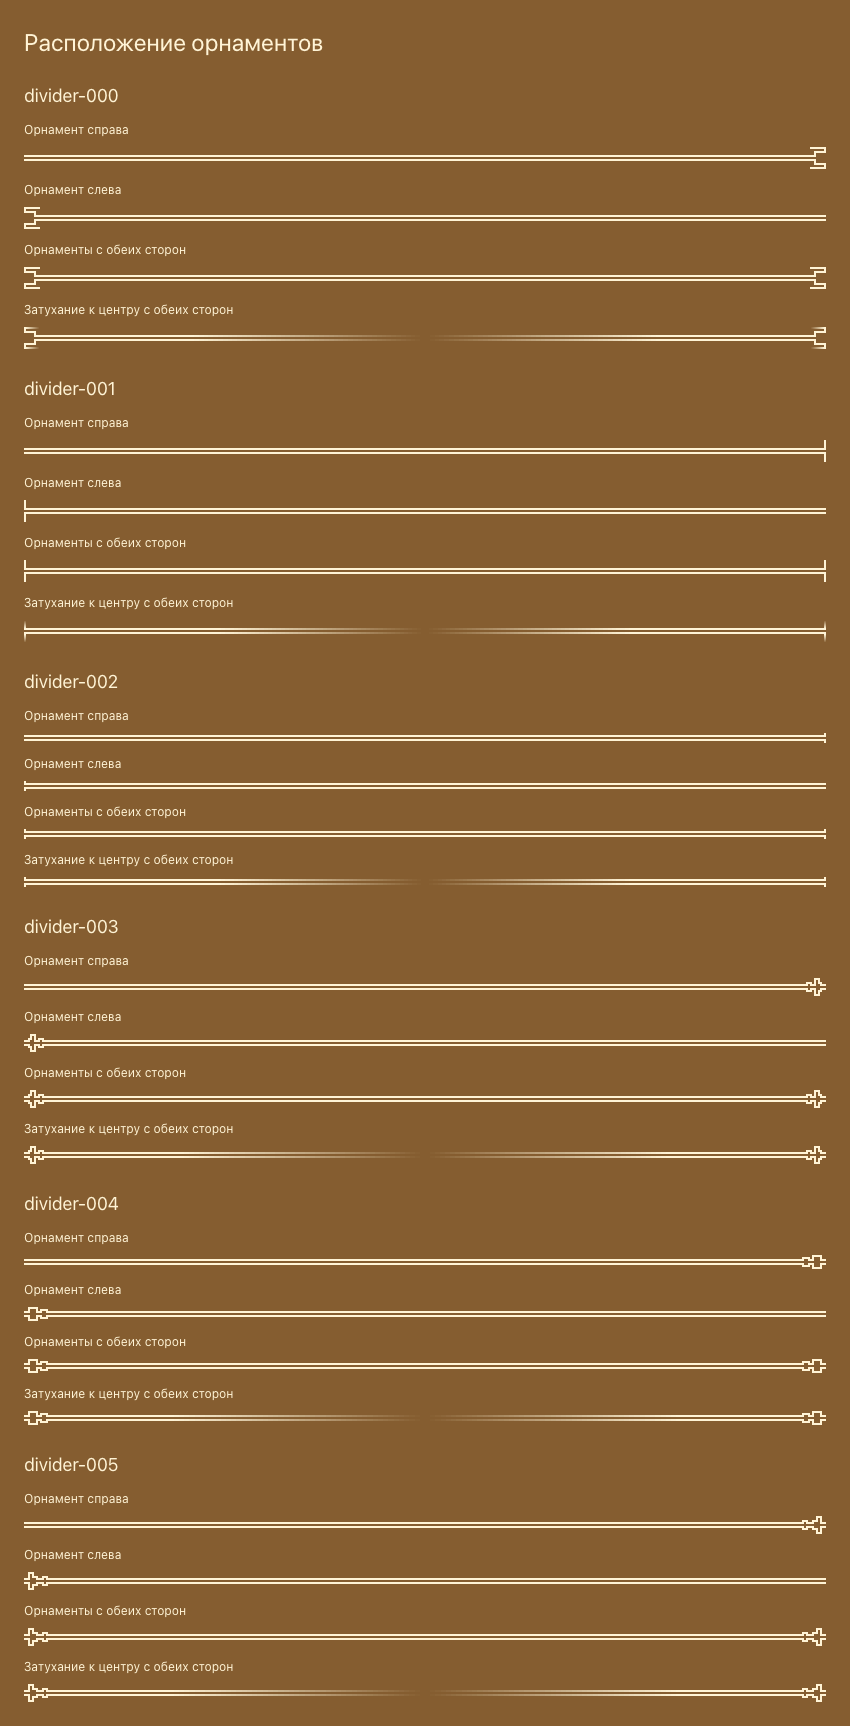 Расположение орнаментов
divider-000
Орнамент справа
Орнамент слева
Орнаменты с обеих сторон
Затухание к центру с обеих сторон
divider-001
Орнамент справа
Орнамент слева
Орнаменты с обеих сторон
Затухание к центру с обеих сторон
divider-002
Орнамент справа
Орнамент слева
Орнаменты с обеих сторон
Затухание к центру с обеих сторон
divider-003
Орнамент справа
Орнамент слева
Орнаменты с обеих сторон
Затухание к центру с обеих сторон
divider-004
Орнамент справа
Орнамент слева
Орнаменты с обеих сторон
Затухание к центру с обеих сторон
divider-005
Орнамент справа
Орнамент слева
Орнаменты с обеих сторон
Затухание к центру с обеих сторон